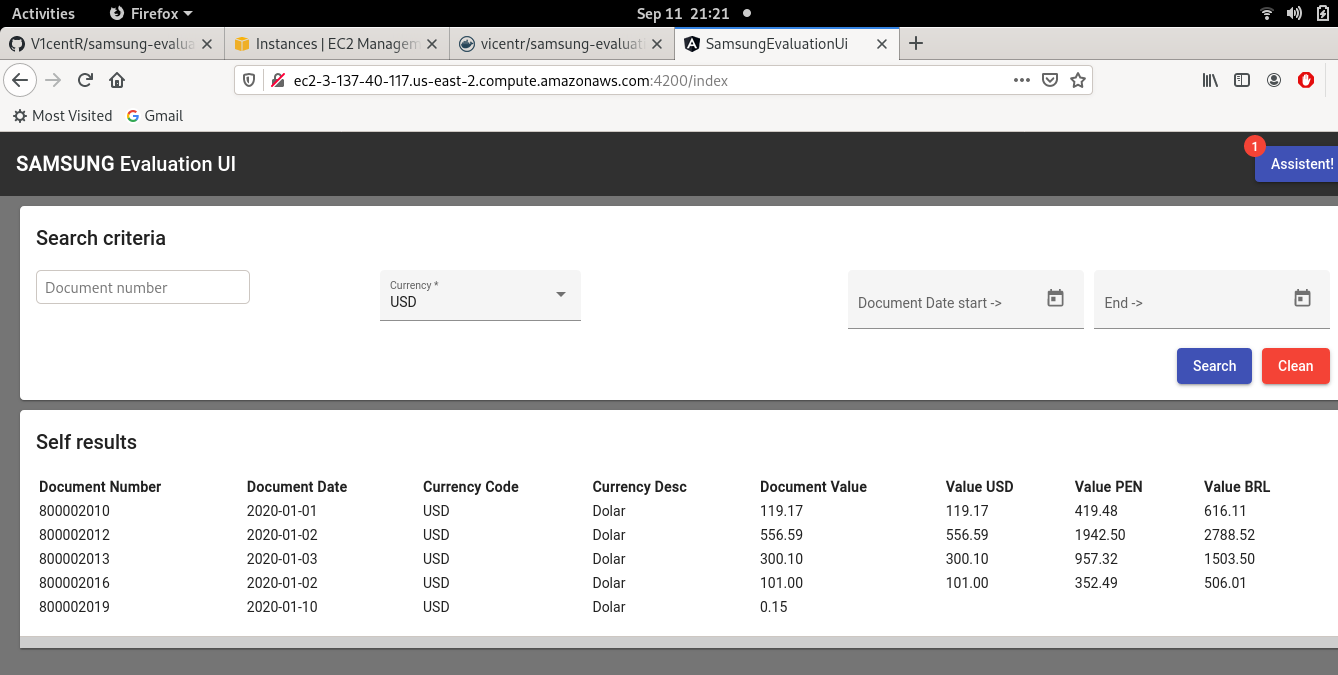 Activities Firefox Sep 11 21:21
V1centR/samsung-evalua Instances | EC2 Managem vicentr/samsung-evaluat SamsungEvaluationUi
ec2-3-137-40-117.us-east-2.compute.amazonaws.com:4200/index
Most Visited Gmail
SAMSUNG Evaluation UI
1
Assistent!
Search criteria
Document number
Currency *
USD
Document Date start -> End ->
Search Clean
Self results
Document Number Document Date Currency Code Currency Desc Document Value Value USD Value PEN Value BRL
800002010 2020-01-01 USD Dolar 119.17 119.17 419.48 616.11
800002012 2020-01-02 USD Dolar 556.59 556.59 1942.50 2788.52
800002013 2020-01-03 USD Dolar 300.10 300.10 957.32 1503.50
800002016 2020-01-02 USD Dolar 101.00 101.00 352.49 506.01
800002019 2020-01-10 USD Dolar 0.15